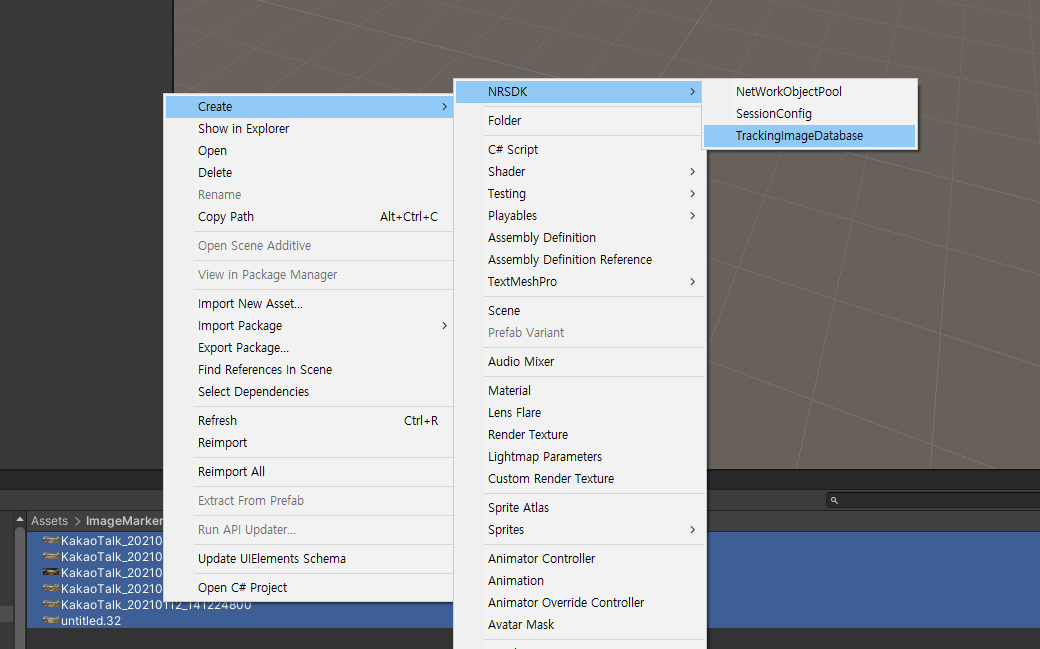 Create
Show in Explorer
Open
Delete
Rename
Copy Path Alt+Ctrl+C
Open Scene Additive
View in Package Manager
Import New Asset...
Import Package
Export Package...
Find References In Scene
Select Dependencies
Refresh Ctrl+R
Reimport
Reimport All
Extract From Prefab
Run API Updater...
Update UIElements Schema
Open C# Project
NRSDK
Folder
C# Script
Shader
Testing
Playables
Assembly Definition
Assembly Definition Reference
TextMeshPro
Scene
Prefab Variant
Audio Mixer
Material
Lens Flare
Render Texture
Lightmap Parameters
Custom Render Texture
Sprite Atlas
Sprites
Animator Controller
Animation
Animator Override Controller
Avatar Mask
NetWorkObjectPool
SessionConfig
TrackingImageDatabase
Assets > ImageMarker
KakaoTalk_20210
KakaoTalk_20210
KakaoTalk_20210
KakaoTalk_20210
KakaoTalk_20210112_141224800
untitled.32